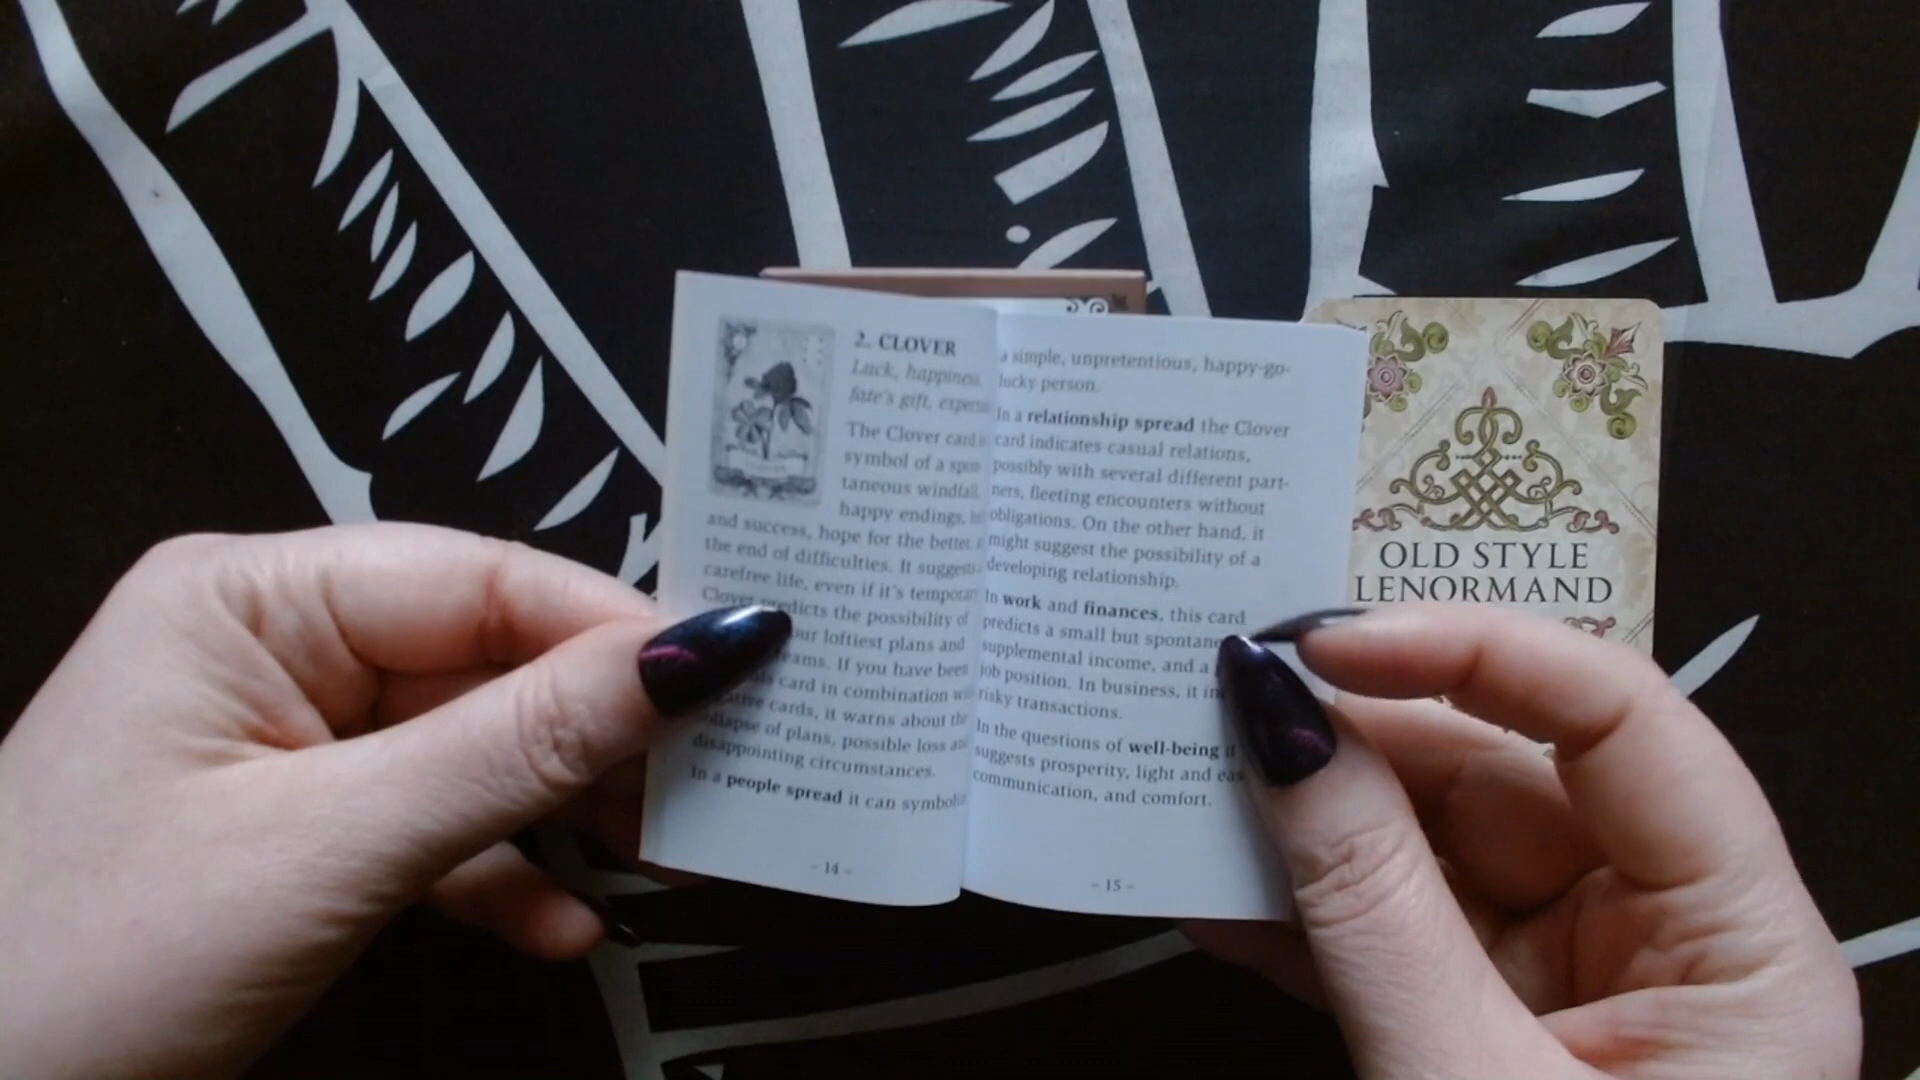 2. CLOVER
Luck, happiness,
fate's gift,
The Clover card
symbol of a spon
taneous windfall,
happy endings,
and success, hope for the better,
the end of difficulties. It suggests
carefree life, even if it's temporary
Clover predicts the possibility of
our loftiest plans and
If you have been
card in combination
cards, it warns about the
of plans, possible loss and
disappointing circumstances.
In a people spread it can symbolize
- 14 -
a simple, unpretentious, happy-go-
lucky person.
In a relationship spread the Clover
card indicates casual relations,
possibly with several different part-
ners, fleeting encounters without
obligations. On the other hand, it
might suggest the possibility of a
developing relationship.
In work and finances, this card
predicts a small but spontane
supplemental income, and a
job position. In business, it
risky transactions.
In the questions of well-being it
suggests prosperity, light and
communication, and comfort.
- 15 -
OLD STYLE
LENORMAND